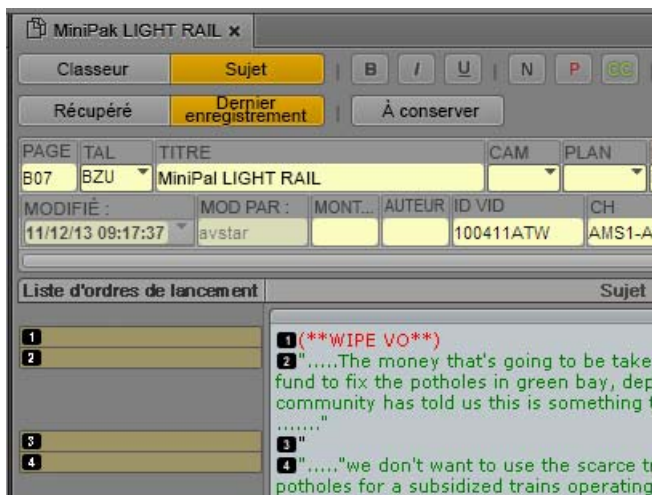 MiniPak LIGHT RAIL ×
Classeur Sujet B I U N P CC
Récupéré Dernier enregistrement À conserver
PAGE TAL TITRE CAM PLAN
B07 BZU MiniPal LIGHT RAIL
MODIFIÉ : MOD PAR : MONT... AUTEUR ID VID CH
11/12/13 09:17:37 avstar 100411ATW AMS1-A
Liste d'ordres de lancement Sujet
1 1 (**WIPE VO**)
2 2 ".....The money that's going to be take
fund to fix the potholes in green bay, dep
community has told us this is something t
......."
3 3 "
4 4 "....."we don't want to use the scarce tr
potholes for a subsidized trains operating